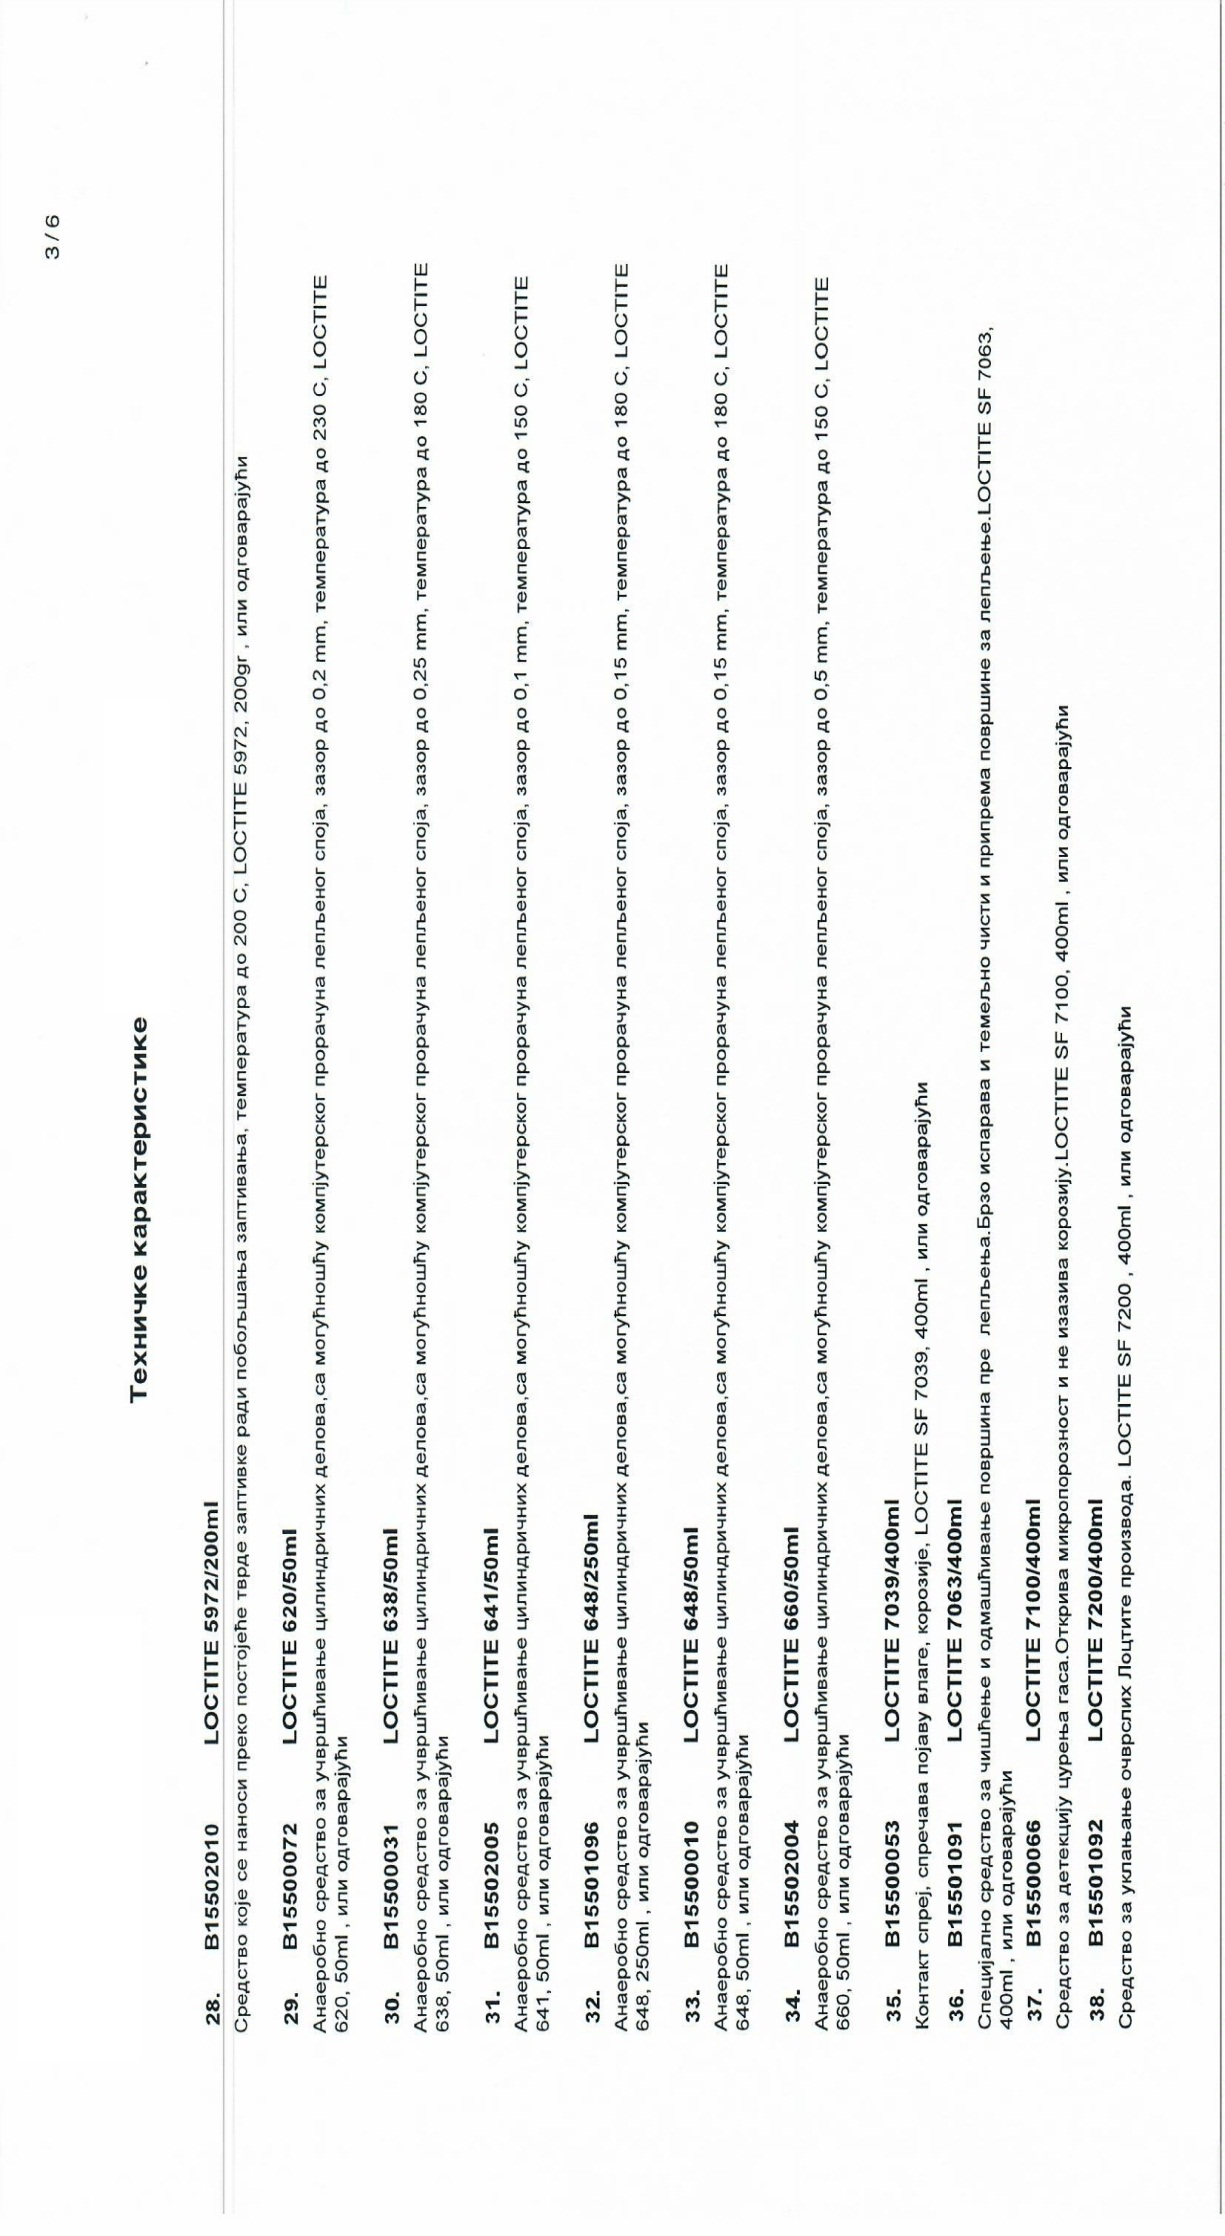 3 / 6
Техничке карактеристике
28. B15502010 LOCTITE 5972/200ml
Средство које се наноси преко постојеће тврде заптивке ради побољшања заптивања, температура до 200 C, LOCTITE 5972, 200gr , или одговарајући
29. B15500072 LOCTITE 620/50ml
Анаеробно средство за учвршћивање цилиндричних делова,са могућношћу компјутерског прорачуна лепљеног споја, зазор до 0,2 mm, температура до 230 C, LOCTITE
620, 50ml , или одговарајући
30. B15500031 LOCTITE 638/50ml
Анаеробно средство за учвршћивање цилиндричних делова,са могућношћу компјутерског прорачуна лепљеног споја, зазор до 0,25 mm, температура до 180 C, LOCTITE
638, 50ml , или одговарајући
31. B15502005 LOCTITE 641/50ml
Анаеробно средство за учвршћивање цилиндричних делова,са могућношћу компјутерског прорачуна лепљеног споја, зазор до 0,1 mm, температура до 150 C, LOCTITE
641, 50ml , или одговарајући
32. B15501096 LOCTITE 648/250ml
Анаеробно средство за учвршћивање цилиндричних делова,са могућношћу компјутерског прорачуна лепљеног споја, зазор до 0,15 mm, температура до 180 C, LOCTITE
648, 250ml , или одговарајући
33. B15500010 LOCTITE 648/50ml
Анаеробно средство за учвршћивање цилиндричних делова,са могућношћу компјутерског прорачуна лепљеног споја, зазор до 0,15 mm, температура до 180 C, LOCTITE
648, 50ml , или одговарајући
34. B15502004 LOCTITE 660/50ml
Анаеробно средство за учвршћивање цилиндричних делова,са могућношћу компјутерског прорачуна лепљеног споја, зазор до 0,5 mm, температура до 150 C, LOCTITE
660, 50ml , или одговарајући
35. B15500053 LOCTITE 7039/400ml
Контакт спреј, спречава појаву влаге, корозије, LOCTITE SF 7039, 400ml , или одговарајући
36. B15501091 LOCTITE 7063/400ml
Специјално средство за чишћење и одмашћивање површина пре лепљења.Брзо испарава и темељно чисти и припрема површине за лепљење.LOCTITE SF 7063,
400ml , или одговарајући
37. B15500066 LOCTITE 7100/400ml
Средство за детекцију цурења гаса.Открива микропорозност и не изазива корозију.LOCTITE SF 7100, 400ml , или одговарајући
38. B15501092 LOCTITE 7200/400ml
Средство за уклањање очврслих Лоцтите производа. LOCTITE SF 7200 , 400ml , или одговарајући